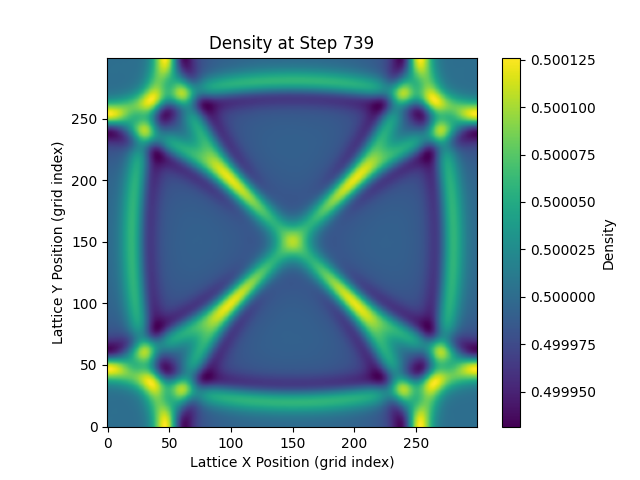 Density at Step 739
Lattice Y Position (grid index)
250
200
150
100
50
0
0 50 100 150 200 250
Lattice X Position (grid index)
0.500125
0.500100
0.500075
0.500050
0.500025
0.500000
0.499975
0.499950
Density